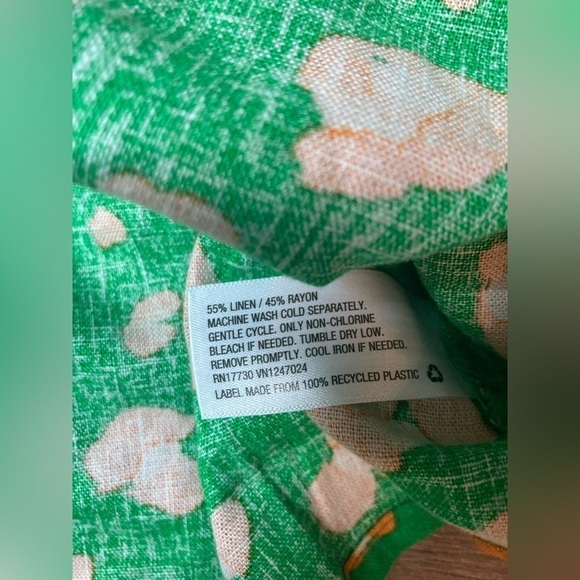 55% LINEN / 45% RAYON
MACHINE WASH COLD SEPARATELY.
GENTLE CYCLE. ONLY NON-CHLORINE
BLEACH IF NEEDED. TUMBLE DRY LOW.
REMOVE PROMPTLY. COOL IRON IF NEEDED.
RN17730 VN1247024
LABEL MADE FROM 100% RECYCLED PLASTIC